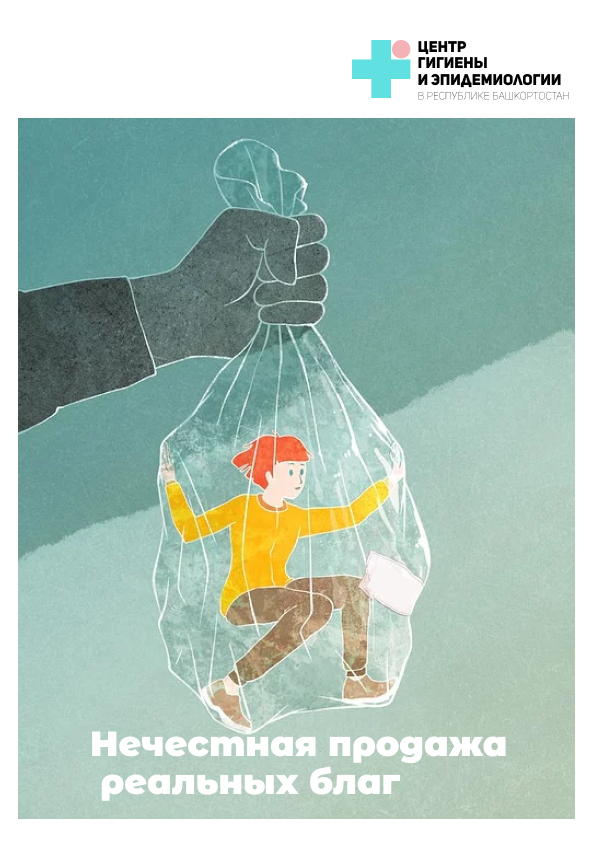 ЦЕНТР
ГИГИЕНЫ
И ЭПИДЕМИОЛОГИИ
В РЕСПУБЛИКЕ БАШКОРТОСТАН
Нечестная продажа
реальных благ